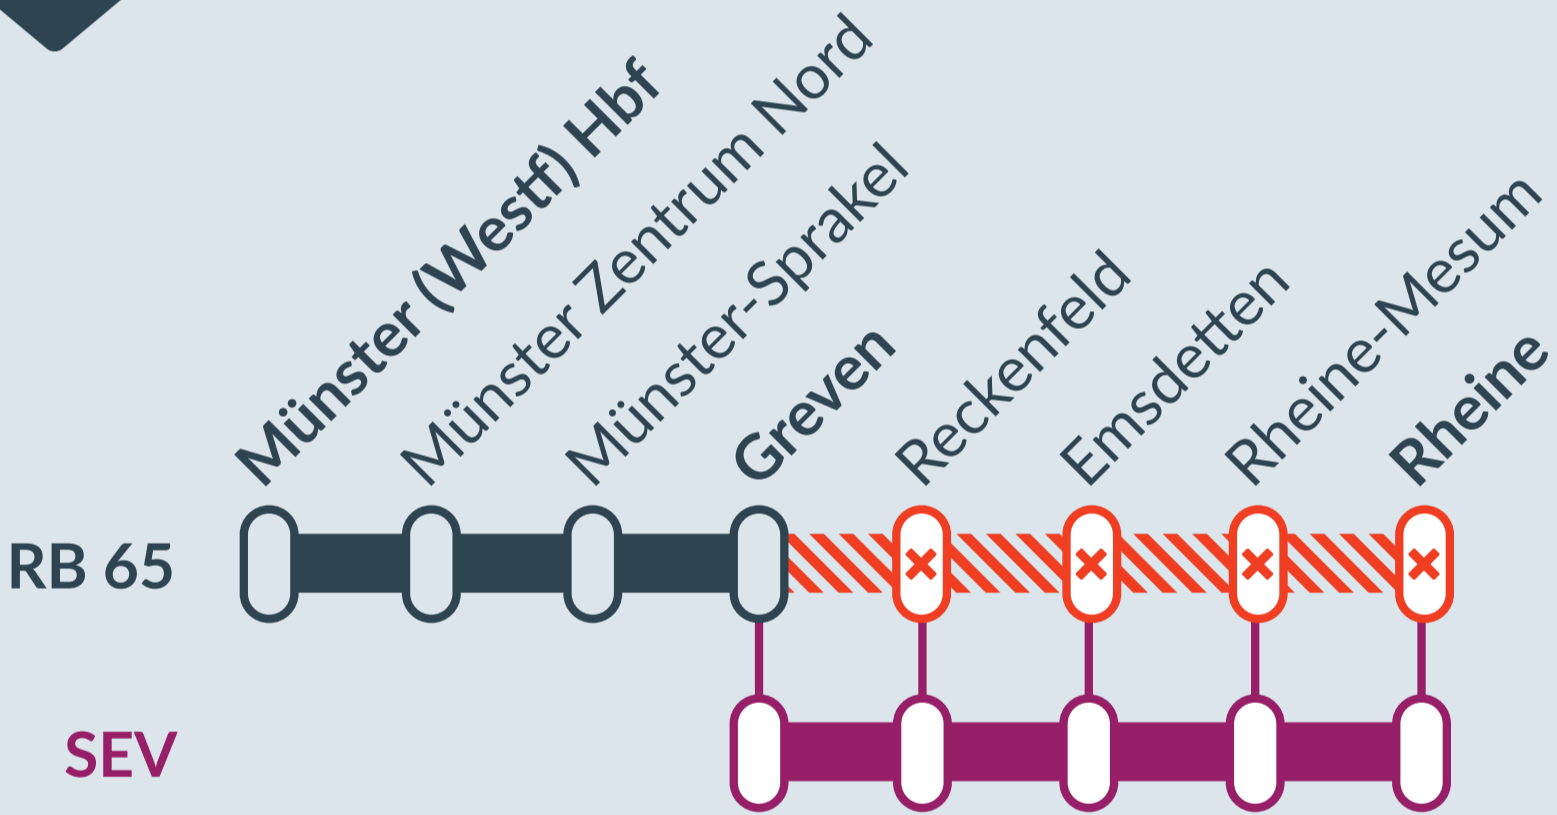 Münster (Westf) Hbf
Münster Zentrum Nord
Münster-Sprakel
Greven
Reckenfeld
Emsdetten
Rheine-Mesum
Rheine
RB 65
SEV